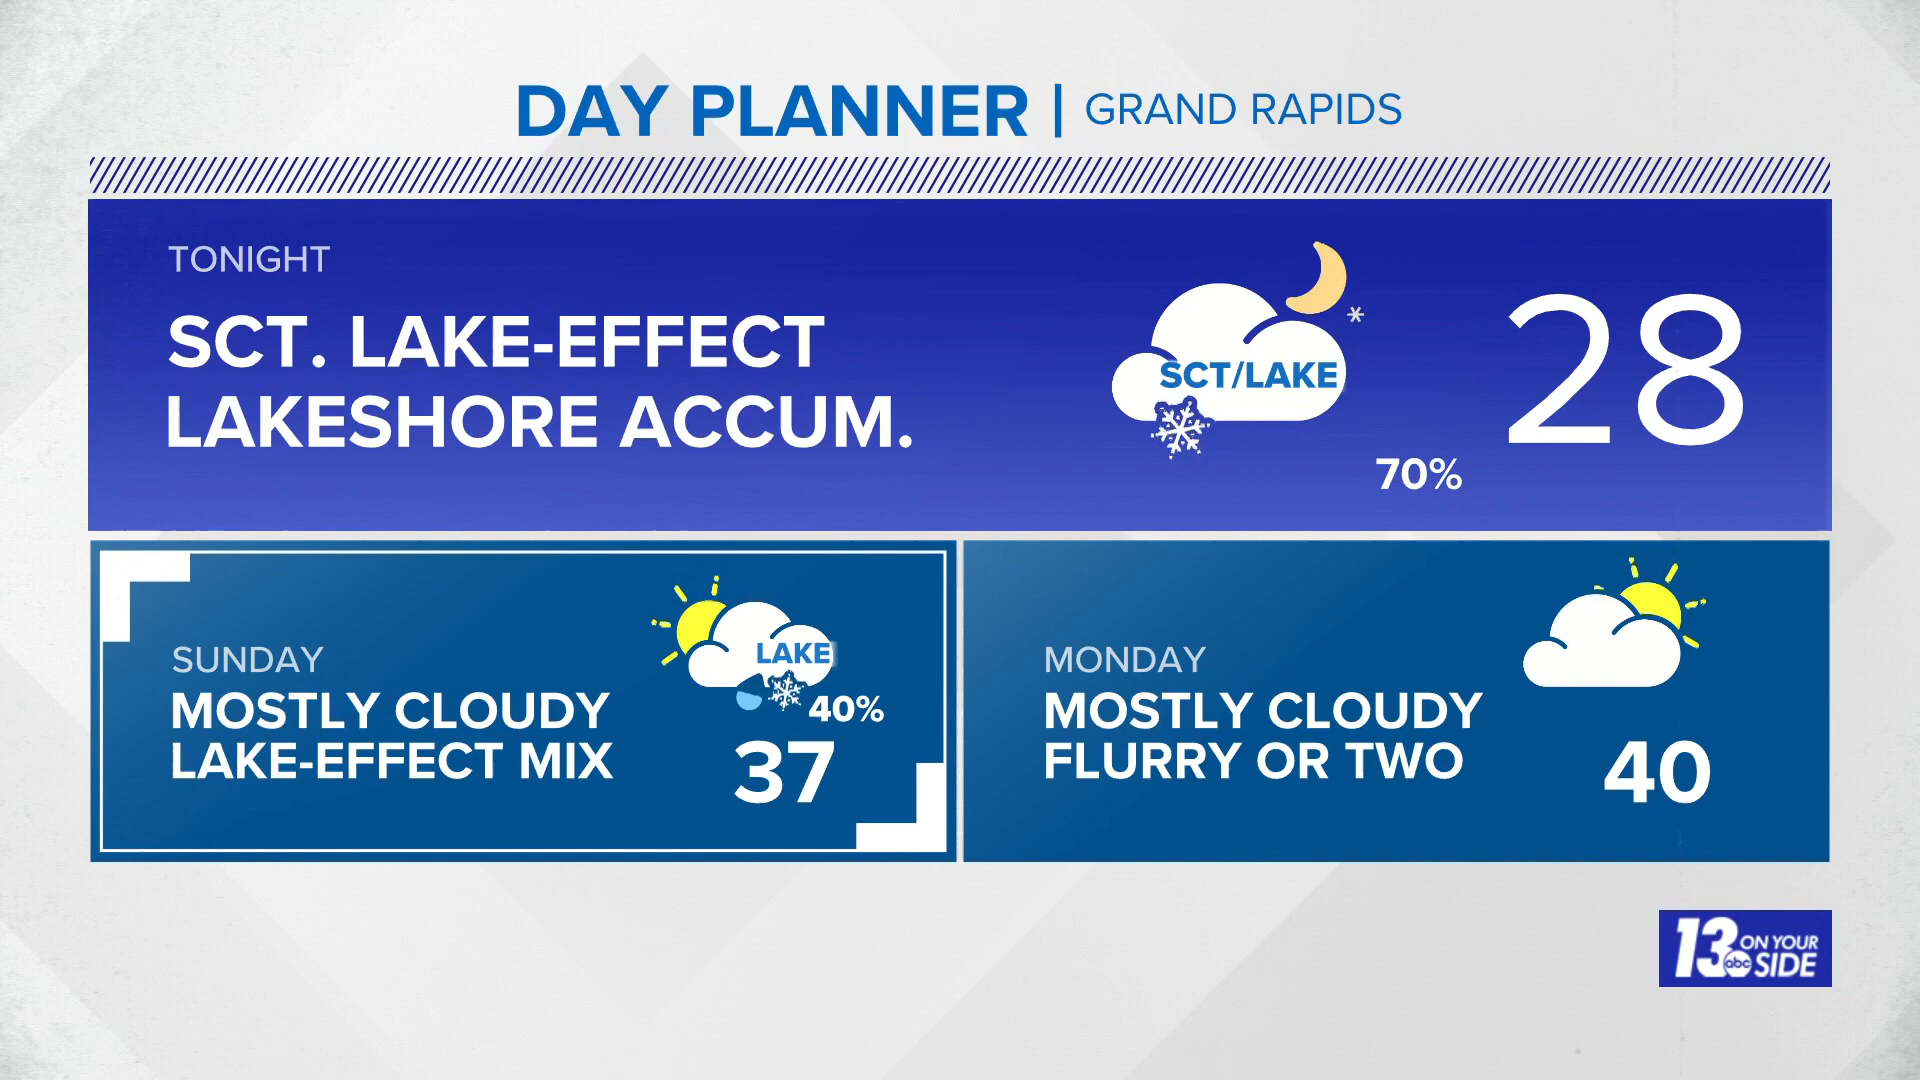 DAY PLANNER | GRAND RAPIDS
TONIGHT
SCT. LAKE-EFFECT
LAKESHORE ACCUM.
SCT/LAKE
70%
28
SUNDAY
MOSTLY CLOUDY
LAKE-EFFECT MIX
LAKE
40%
37
MONDAY
MOSTLY CLOUDY
FLURRY OR TWO
40
13 ON YOUR
abc SIDE